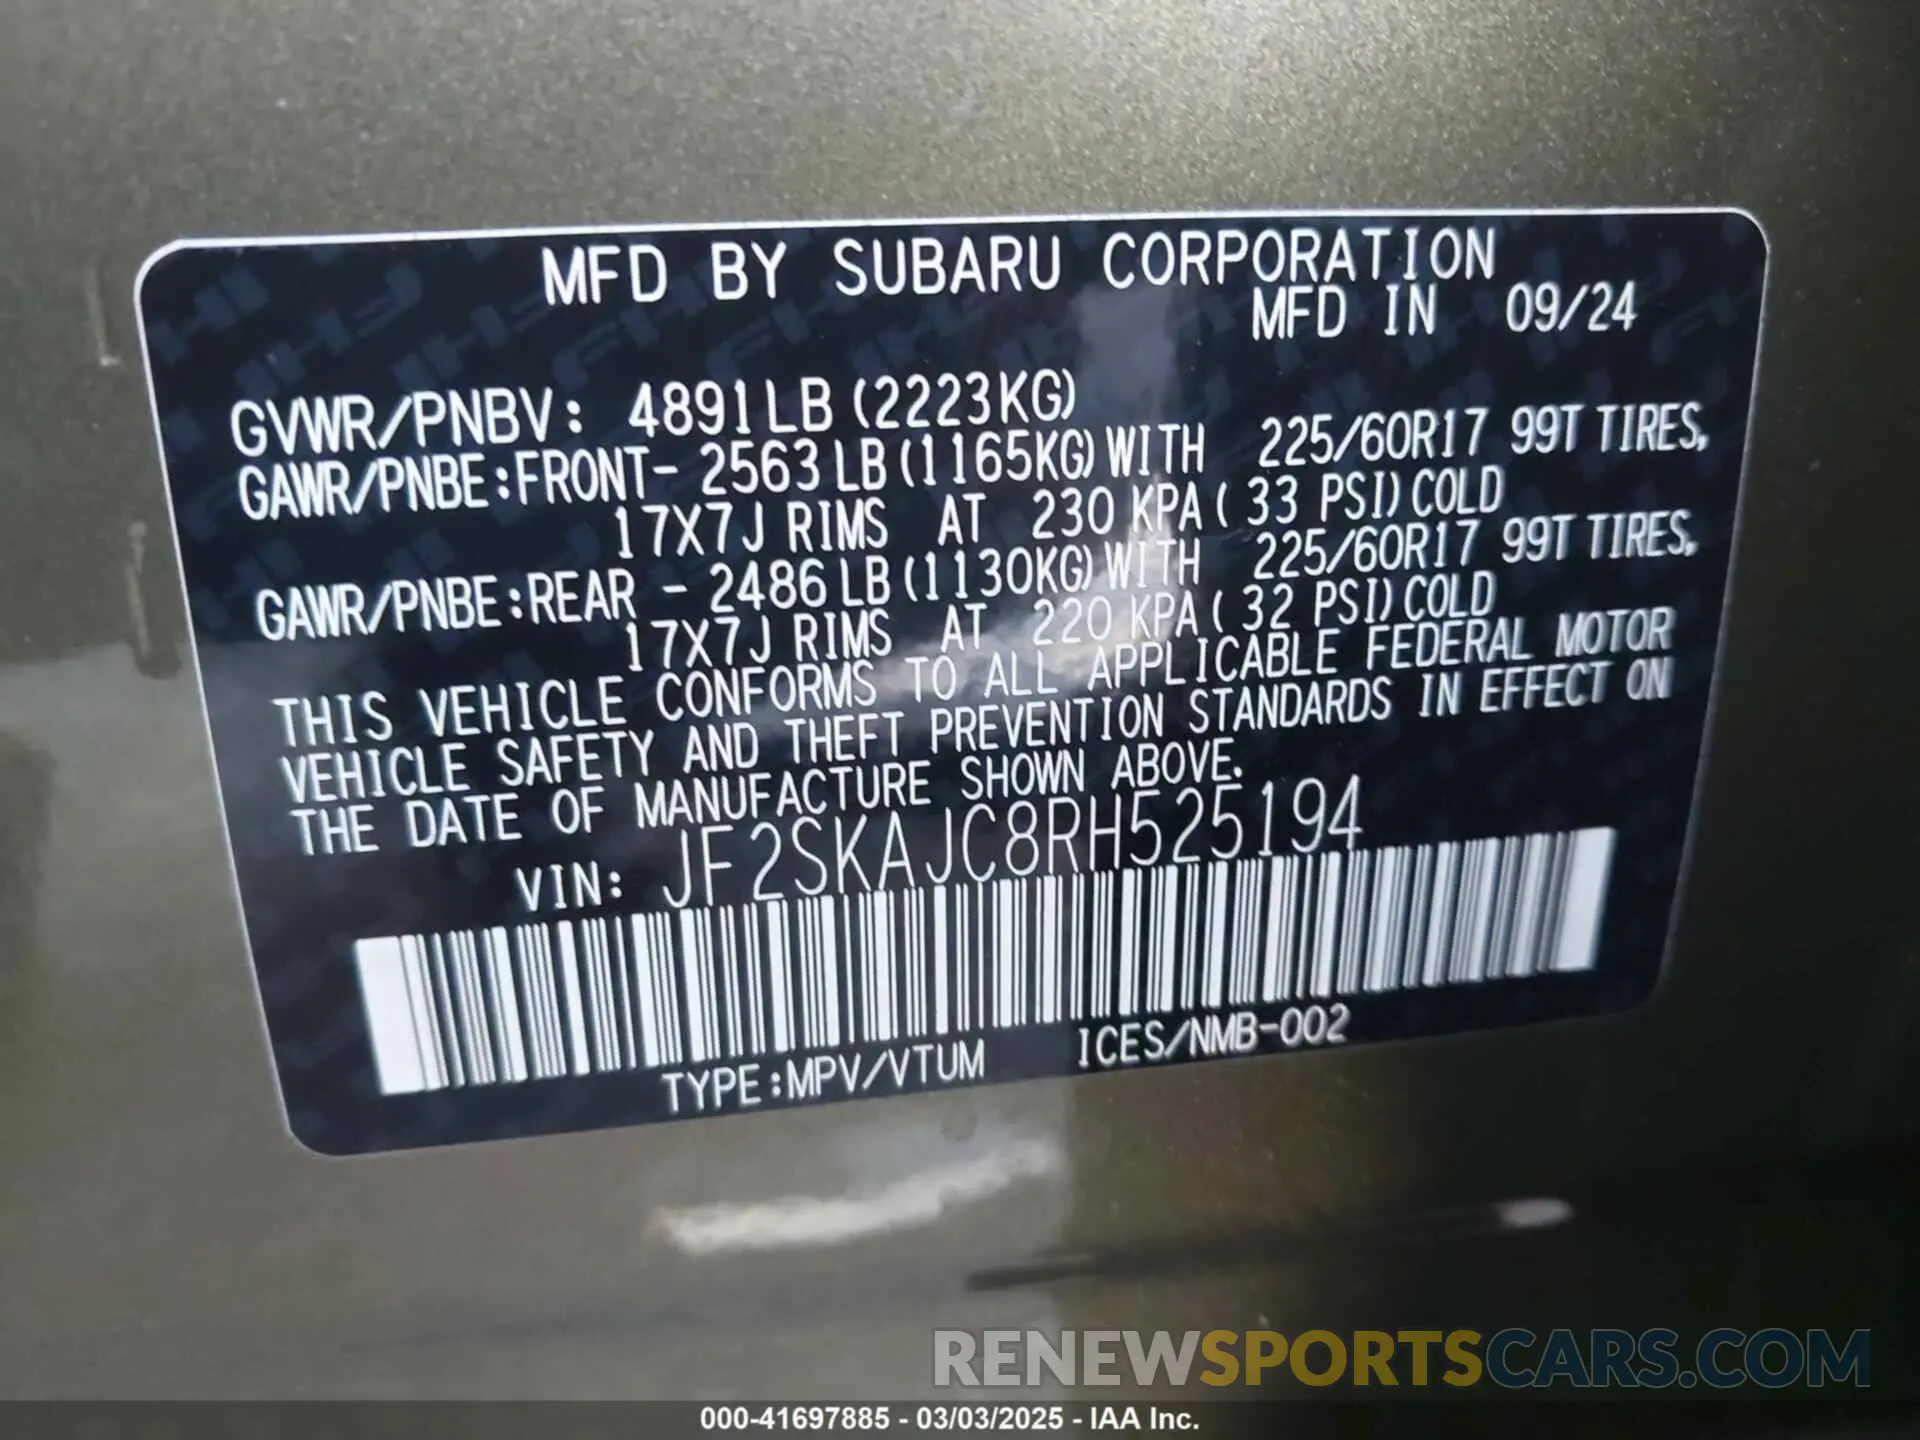 MFD BY SUBARU CORPORATION
MFD IN 09/24
GVWR/PNBV: 4891LB (2223KG)
GAWR/PNBE:FRONT- 2563 LB (1165KG) WITH 225/60R17 99T TIRES,
17X7J RIMS AT 230 KPA ( 33 PSI) COLD
GAWR/PNBE:REAR - 2486 LB (1130KG) WITH 225/60R17 99T TIRES,
17X7J RIMS AT 220 KPA ( 32 PSI) COLD
THIS VEHICLE CONFORMS TO ALL APPLICABLE FEDERAL MOTOR
VEHICLE SAFETY AND THEFT PREVENTION STANDARDS IN EFFECT ON
THE DATE OF MANUFACTURE SHOWN ABOVE.
VIN: JF2SKAJC8RH525194
TYPE:MPV/VTUM ICES/NMB-002
RENEWSPORTSCARS.COM
000-41697885 - 03/03/2025 - IAA Inc.